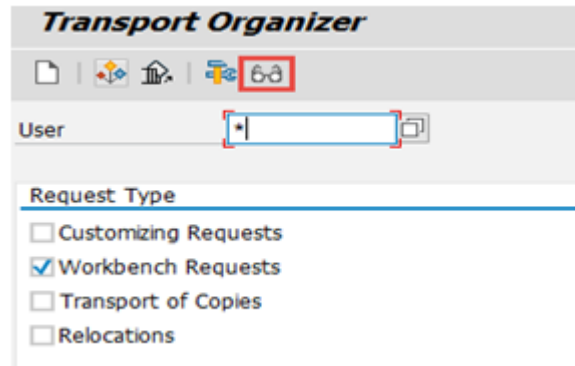 Transport Organizer
User *
Request Type
Customizing Requests
Workbench Requests
Transport of Copies
Relocations